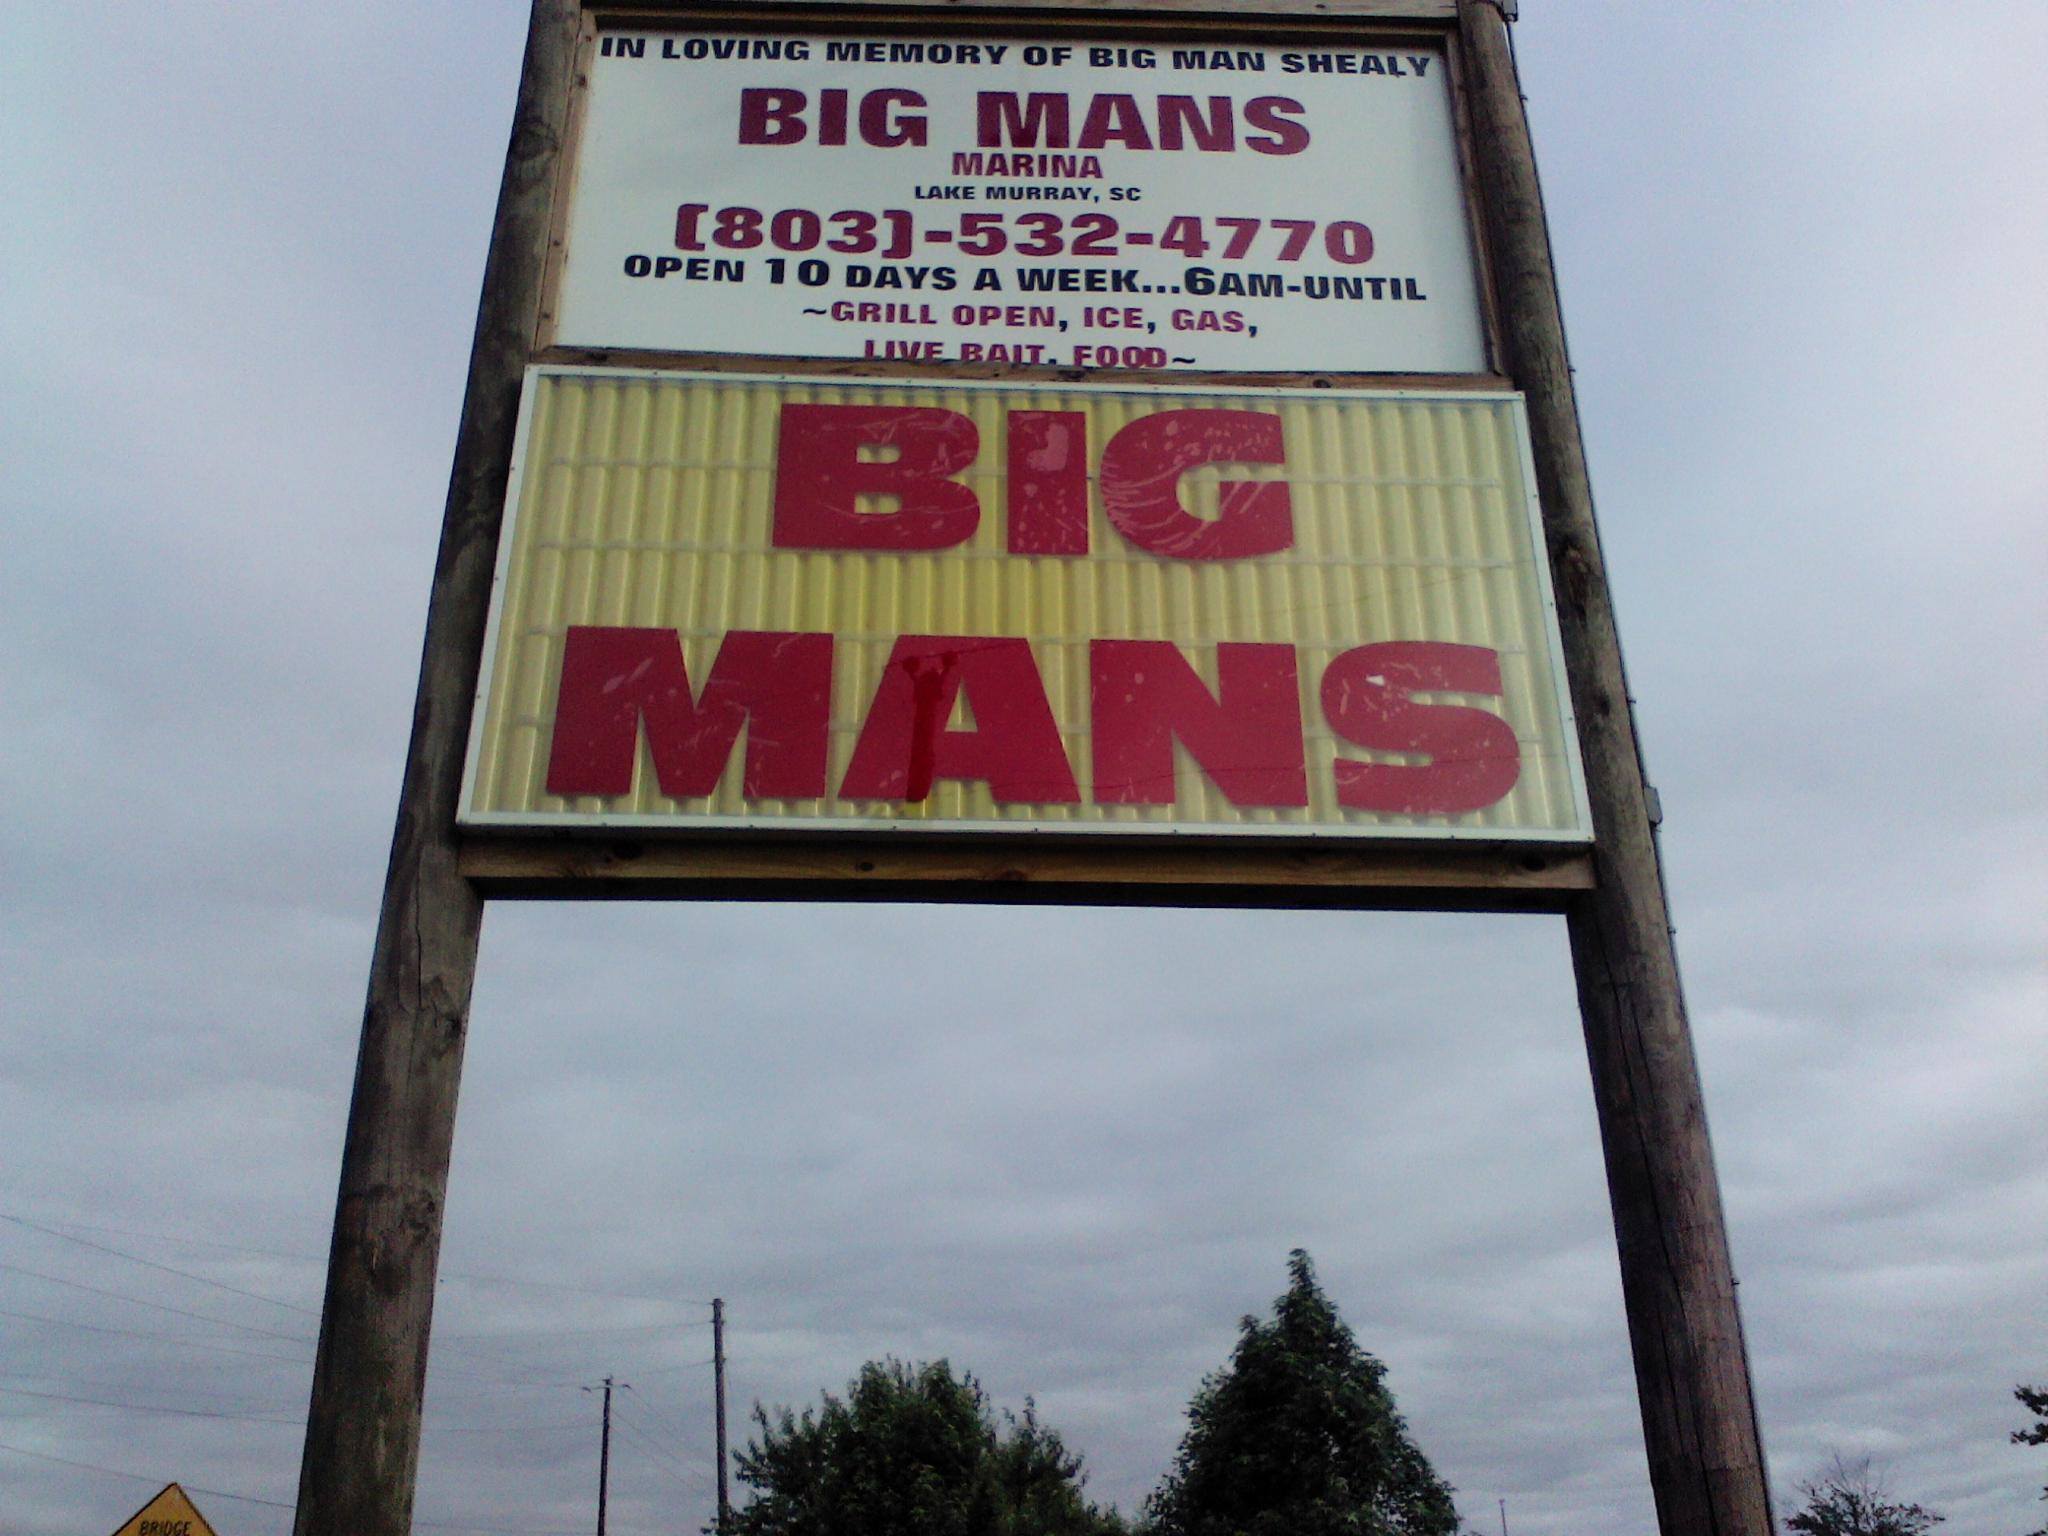 IN LOVING MEMORY OF BIG MAN SHEALY
BIG MANS
MARINA
LAKE MURRAY, SC
(803)-532-4770
OPEN 10 DAYS A WEEK...6AM-UNTIL
~GRILL OPEN, ICE, GAS,
LIVE BAIT, FOOD~
BIG
MANS
BRIDGE